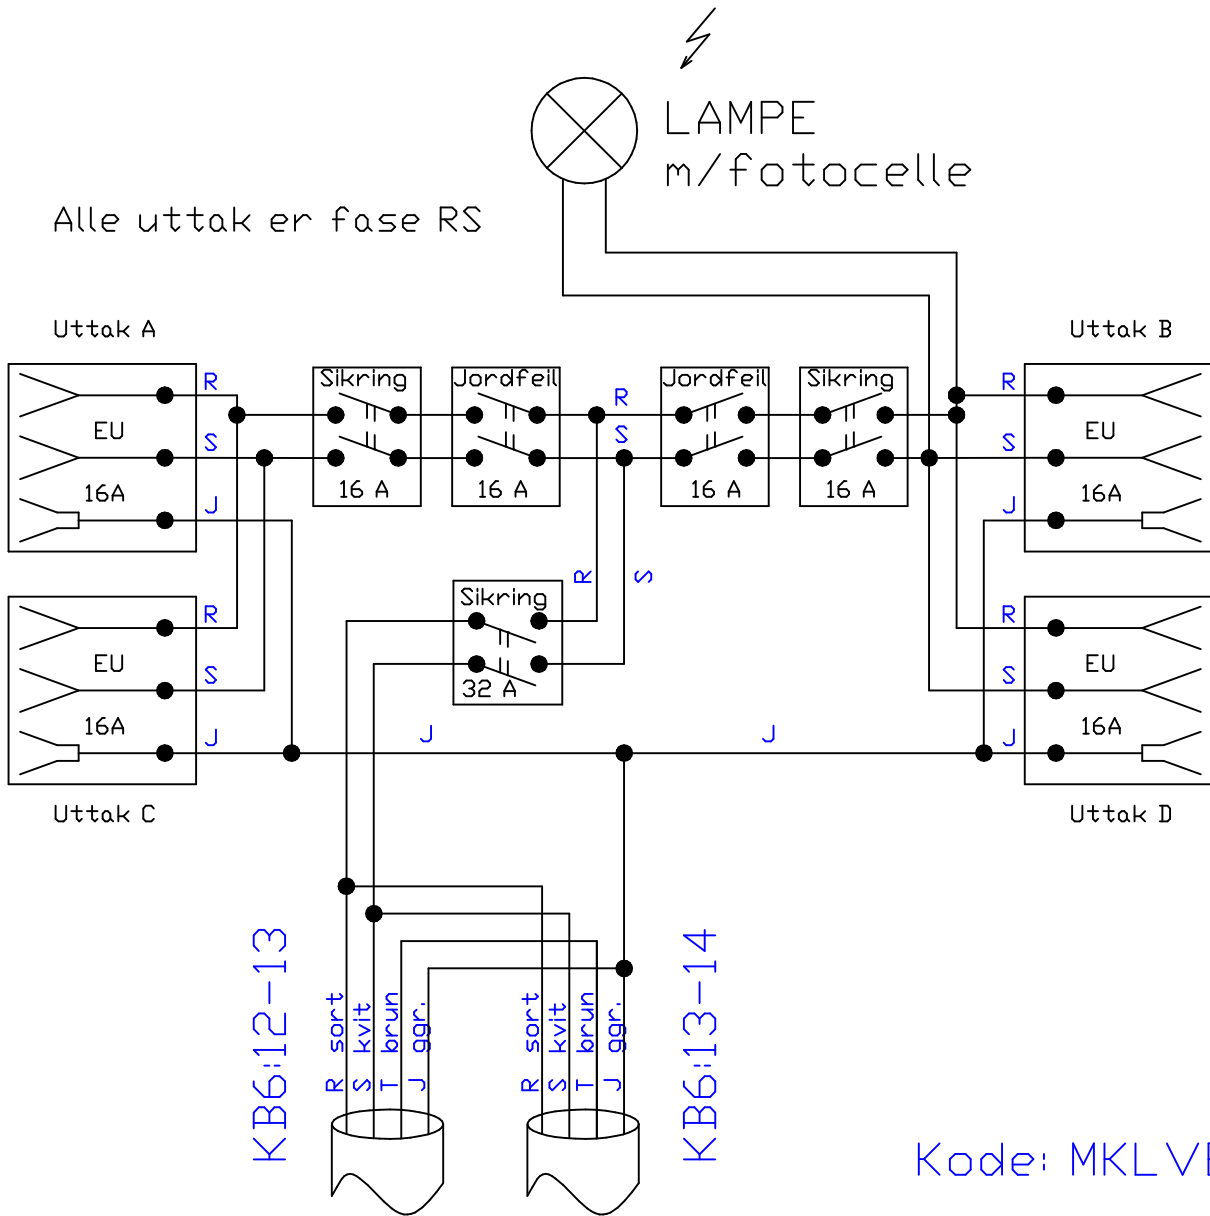 LAMPE
m/fotocelle
Alle uttak er fase RS
Uttak A
Uttak B
R
Sikring
Jordfeil
R
Jordfeil
Sikring
R
EU
S
S
S
EU
16A
J
16 A
16 A
16 A
16 A
J
16A
R
S
Sikring
R
R
EU
S
32 A
S
EU
16A
J
J
J
J
16A
Uttak C
Uttak D
KB6:12-13
R sort
S kvit
T brun
J ggr.
R sort
S kvit
T brun
J ggr.
KB6:13-14
Kode: MKLV